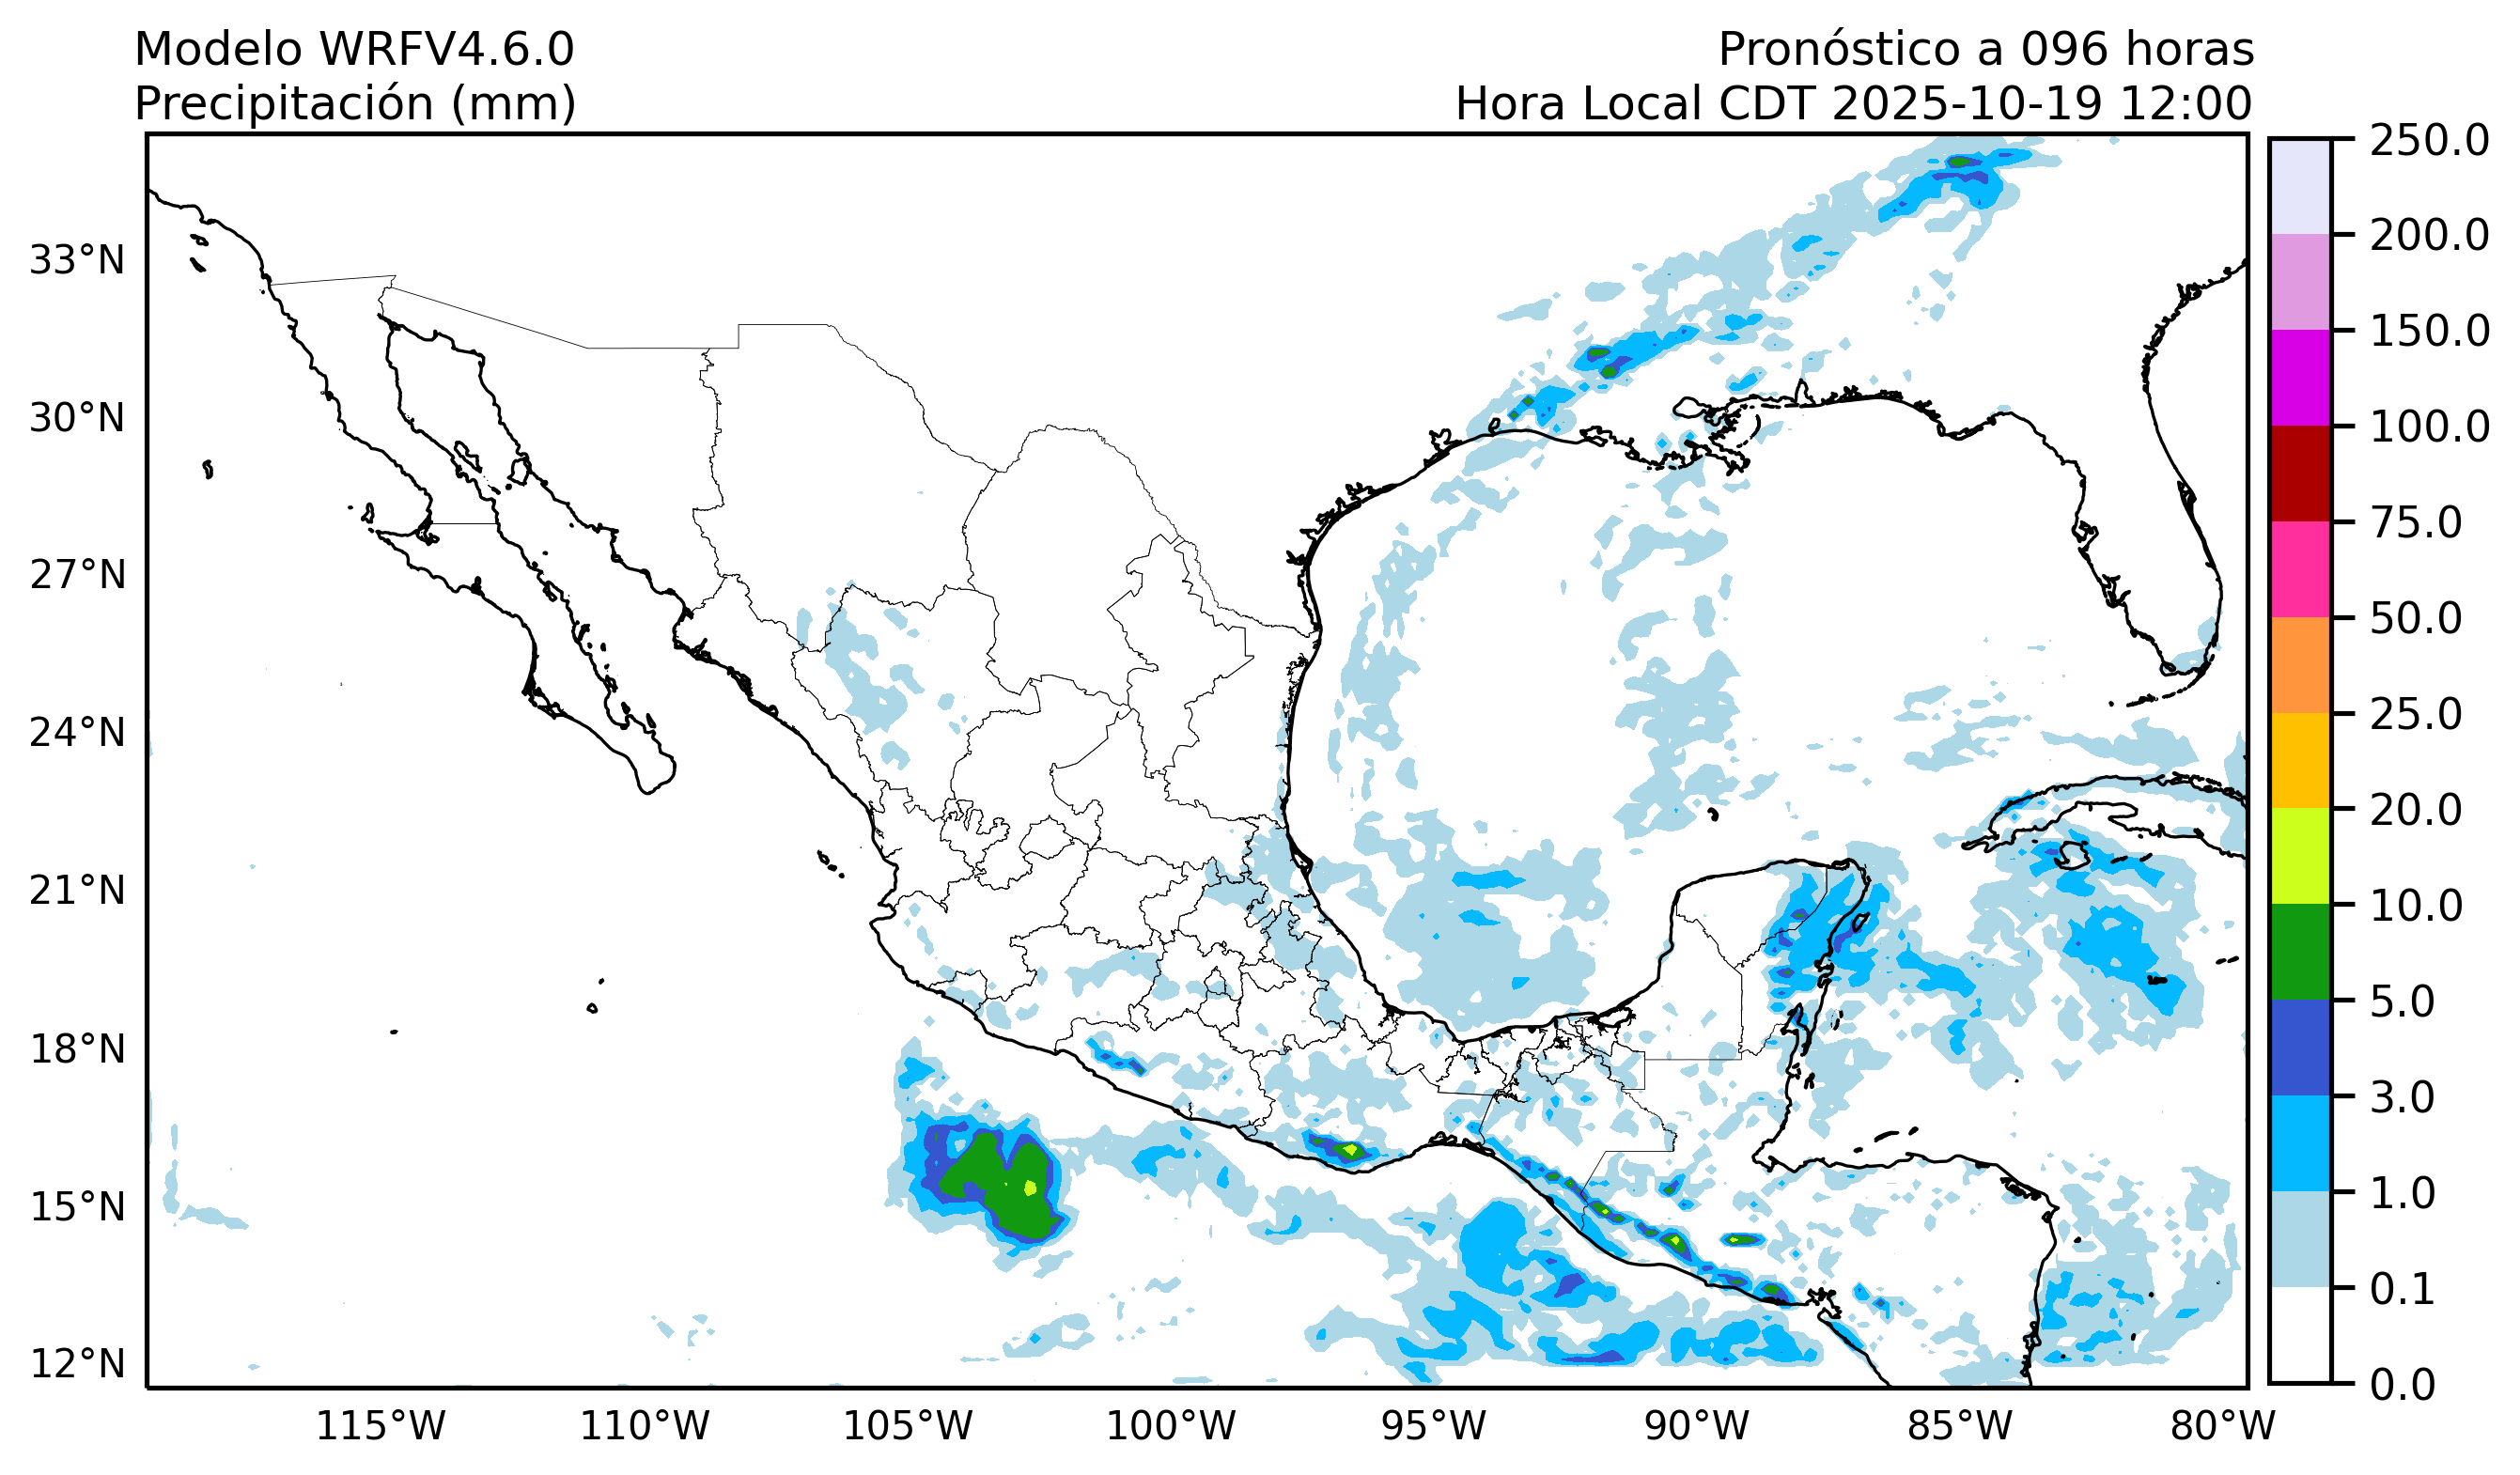 Modelo WRFV4.6.0
Precipitación (mm)
Pronóstico a 096 horas
Hora Local CDT 2025-10-19 12:00
33°N
30°N
27°N
24°N
21°N
18°N
15°N
12°N
115°W
110°W
105°W
100°W
95°W
90°W
85°W
80°W
250.0
200.0
150.0
100.0
75.0
50.0
25.0
20.0
10.0
5.0
3.0
1.0
0.1
0.0